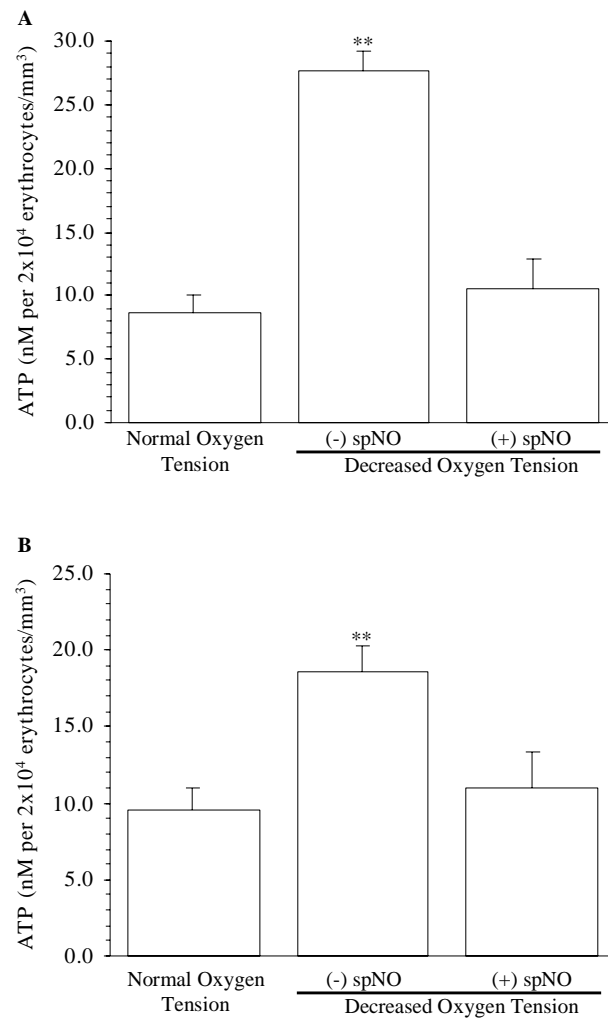 A
ATP (nM per 2x10⁴ erythrocytes/mm³)
30.0
25.0
20.0
15.0
10.0
5.0
0.0
**
Normal Oxygen
Tension
(-) spNO
(+) spNO
Decreased Oxygen Tension
B
ATP (nM per 2x10⁴ erythrocytes/mm³)
25.0
20.0
15.0
10.0
5.0
0.0
**
Normal Oxygen
Tension
(-) spNO
(+) spNO
Decreased Oxygen Tension